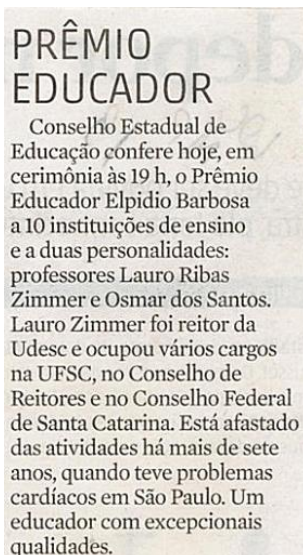 PRÊMIO
EDUCADOR
Conselho Estadual de
Educação confere hoje, em
cerimônia às 19 h, o Prêmio
Educador Elpidio Barbosa
a 10 instituições de ensino
e a duas personalidades:
professores Lauro Ribas
Zimmer e Osmar dos Santos.
Lauro Zimmer foi reitor da
Udesc e ocupou vários cargos
na UFSC, no Conselho de
Reitores e no Conselho Federal
de Santa Catarina. Está afastado
das atividades há mais de sete
anos, quando teve problemas
cardíacos em São Paulo. Um
educador com excepcionais
qualidades.